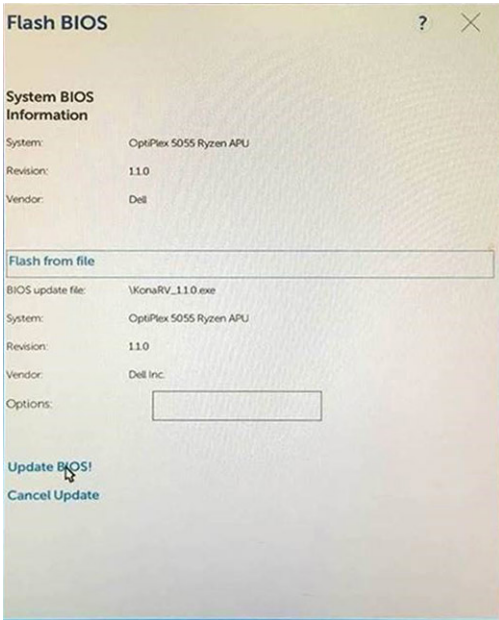 Flash BIOS ?
System BIOS
Information
System: OptiPlex 5055 Ryzen APU
Revision: 1.1.0
Vendor: Dell
Flash from file
BIOS update file: \KonaRV_1.1.0.exe
System: OptiPlex 5055 Ryzen APU
Revision: 1.1.0
Vendor: Dell Inc.
Options:
Update BIOS!
Cancel Update